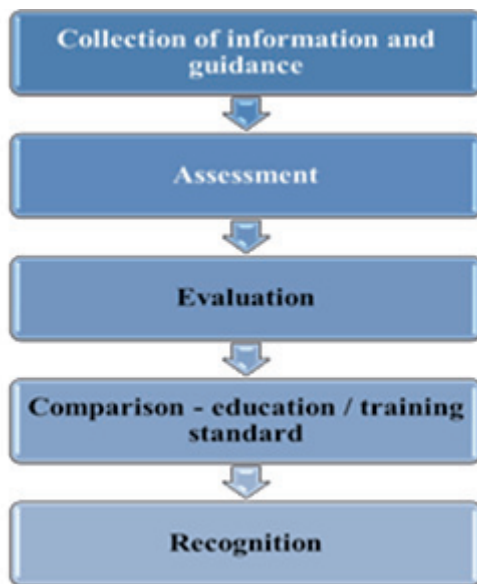 Collection of information and
guidance
Assessment
Evaluation
Comparison - education / training
standard
Recognition